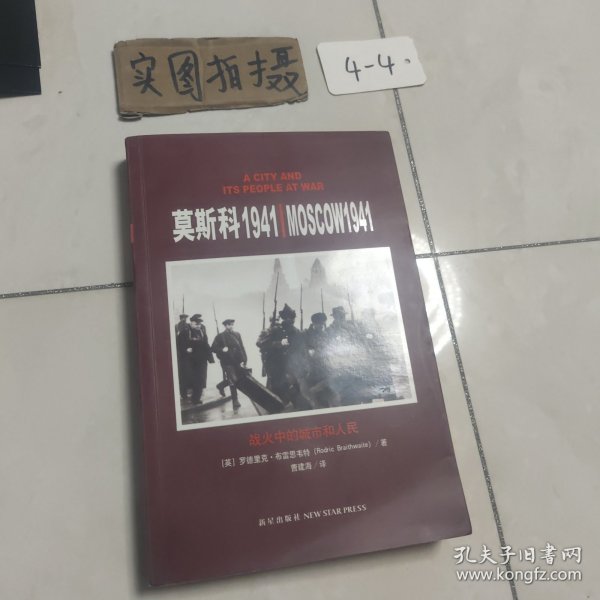 实图拍摄
4-4.
A CITY AND
ITS PEOPLE AT WAR
莫斯科1941 MOSCOW1941
战火中的城市和人民
[英] 罗德里克·布雷思韦特 (Rodric Braithwaite) / 著
曹建海 / 译
新星出版社 NEW STAR PRESS
孔夫子旧书网
www.kongfz.com